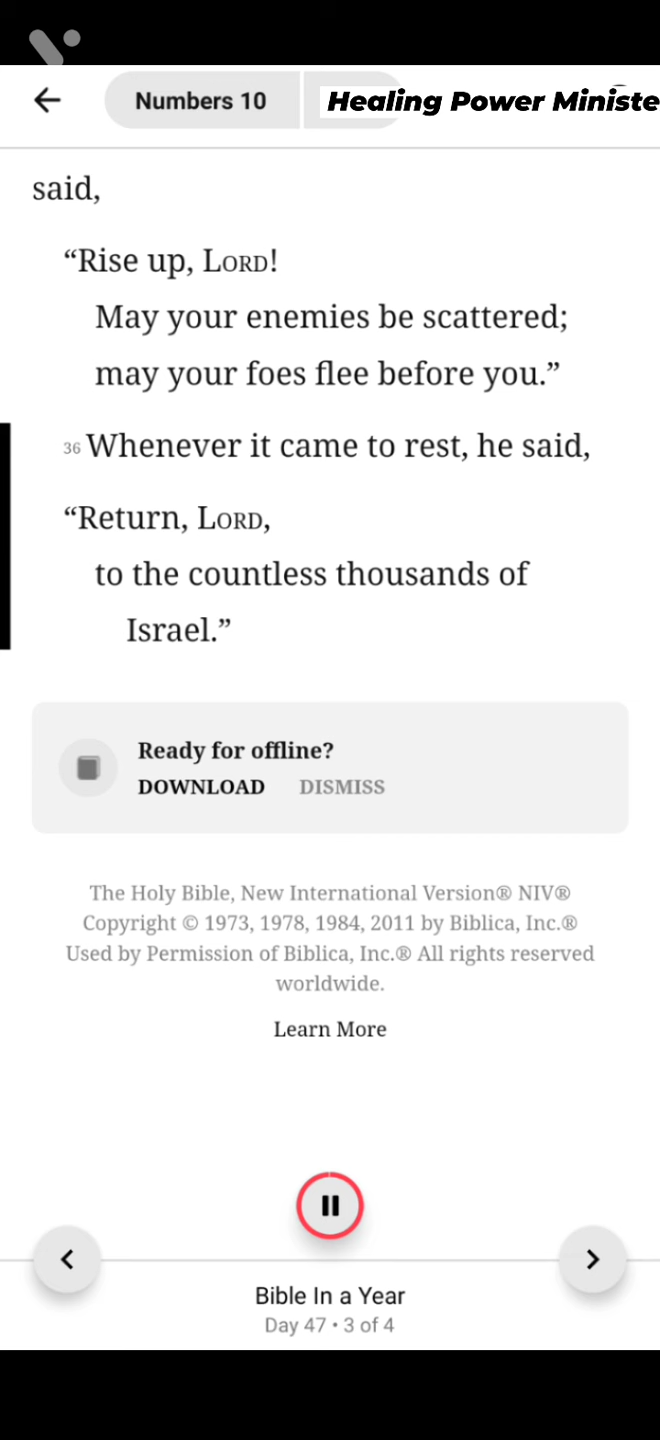 Numbers 10
Healing Power Ministe
said,
“Rise up, LORD!
May your enemies be scattered;
may your foes flee before you.”
36 Whenever it came to rest, he said,
“Return, LORD,
to the countless thousands of
Israel.”
Ready for offline?
DOWNLOAD DISMISS
The Holy Bible, New International Version® NIV®
Copyright © 1973, 1978, 1984, 2011 by Biblica, Inc.®
Used by Permission of Biblica, Inc.® All rights reserved
worldwide.
Learn More
Bible In a Year
Day 47 • 3 of 4